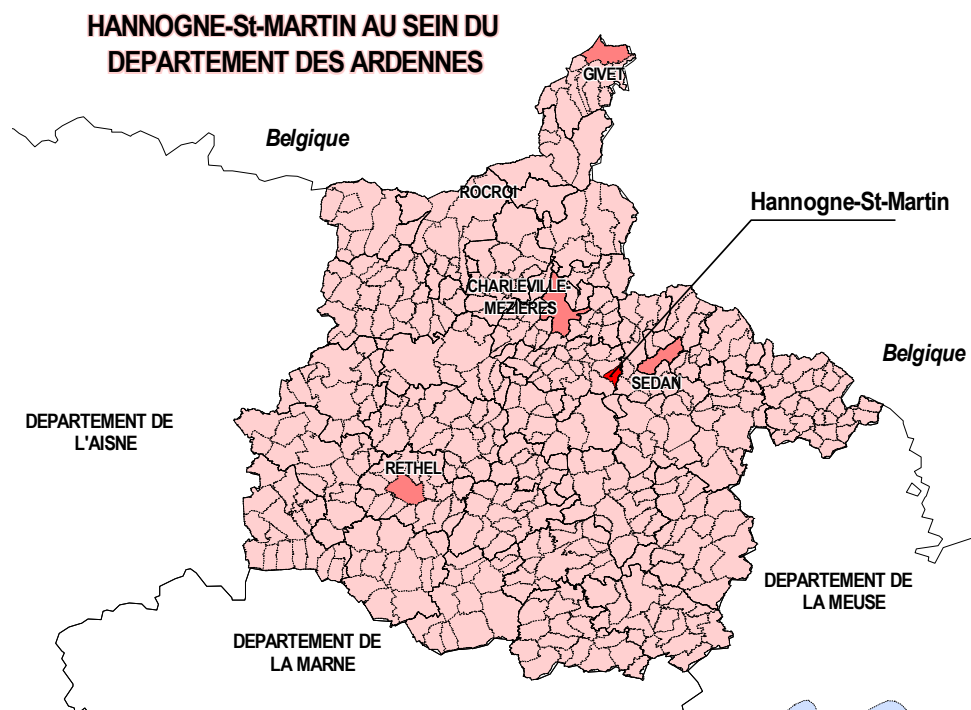 HANNOGNE-St-MARTIN AU SEIN DU
DEPARTEMENT DES ARDENNES
GIVET
Belgique
ROCROI
Hannogne-St-Martin
CHARLEVILLE-
MEZIERES
Belgique
SEDAN
DEPARTEMENT DE
L'AISNE
RETHEL
DEPARTEMENT DE
LA MEUSE
DEPARTEMENT DE
LA MARNE